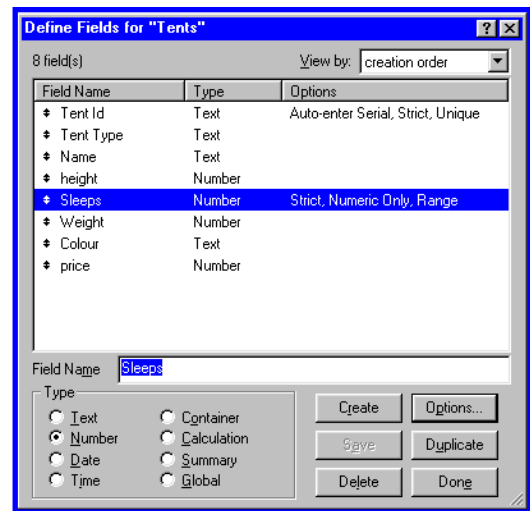 Define Fields for "Tents"
8 field(s) View by: creation order
Field Name Type Options
Tent Id Text Auto-enter Serial, Strict, Unique
Tent Type Text
Name Text
height Number
Sleeps Number Strict, Numeric Only, Range
Weight Number
Colour Text
price Number
Field Name Sleeps
Type
Text Container
Number Calculation
Date Summary
Time Global
Create Options...
Save Duplicate
Delete Done